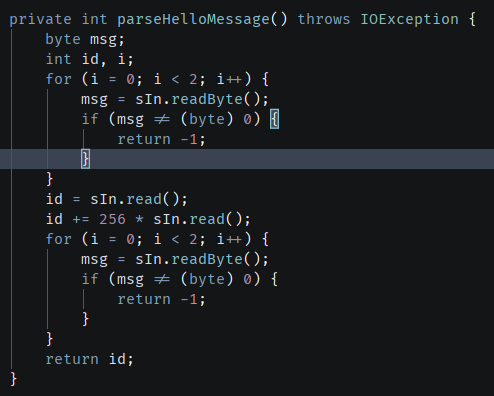 private int parseHelloMessage() throws IOException {
    byte msg;
    int id, i;
    for (i = 0; i < 2; i++) {
        msg = sIn.readByte();
        if (msg != (byte) 0) {
            return -1;
        }
    }
    id = sIn.read();
    id += 256 * sIn.read();
    for (i = 0; i < 2; i++) {
        msg = sIn.readByte();
        if (msg != (byte) 0) {
            return -1;
        }
    }
    return id;
}